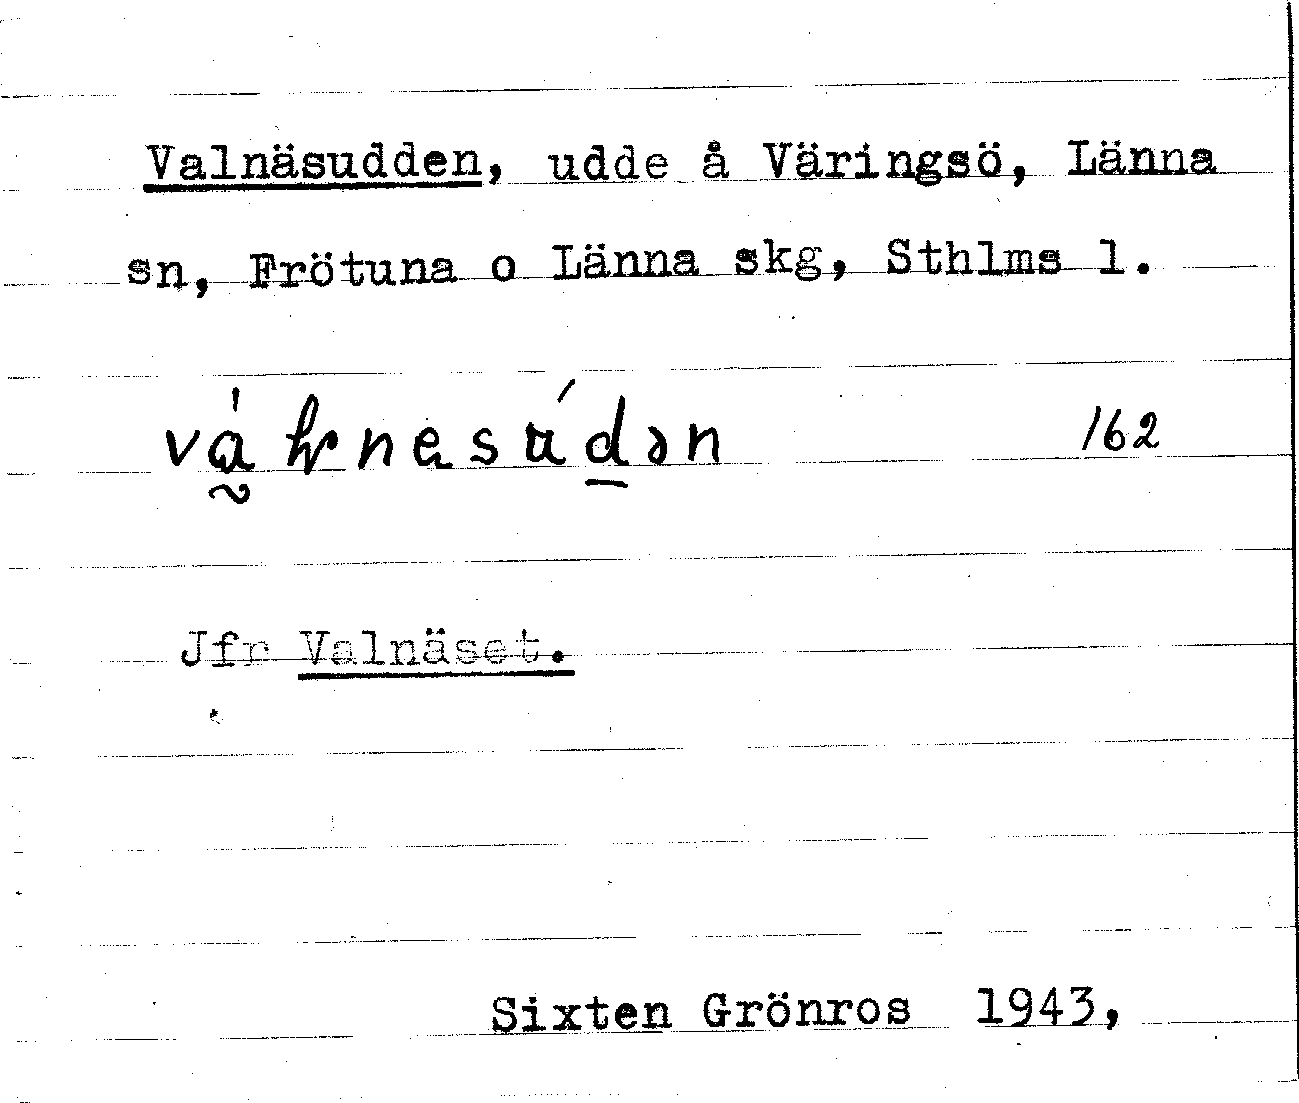 Valnäsudden, udde å Väringsö, Länna
sn, Frötuna o Länna skg, Sthlms l.
162
Jfr Valnäset.
Sixten Grönros 1943,